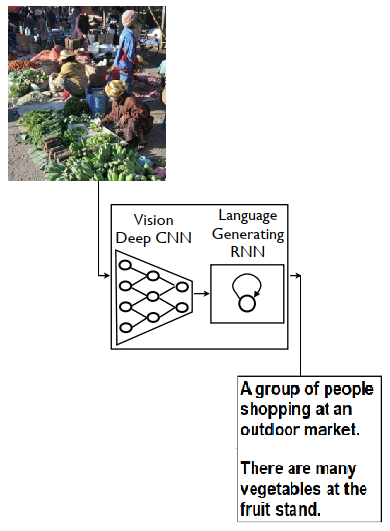 Vision
Deep CNN
Language
Generating
RNN
A group of people
shopping at an
outdoor market.
There are many
vegetables at the
fruit stand.